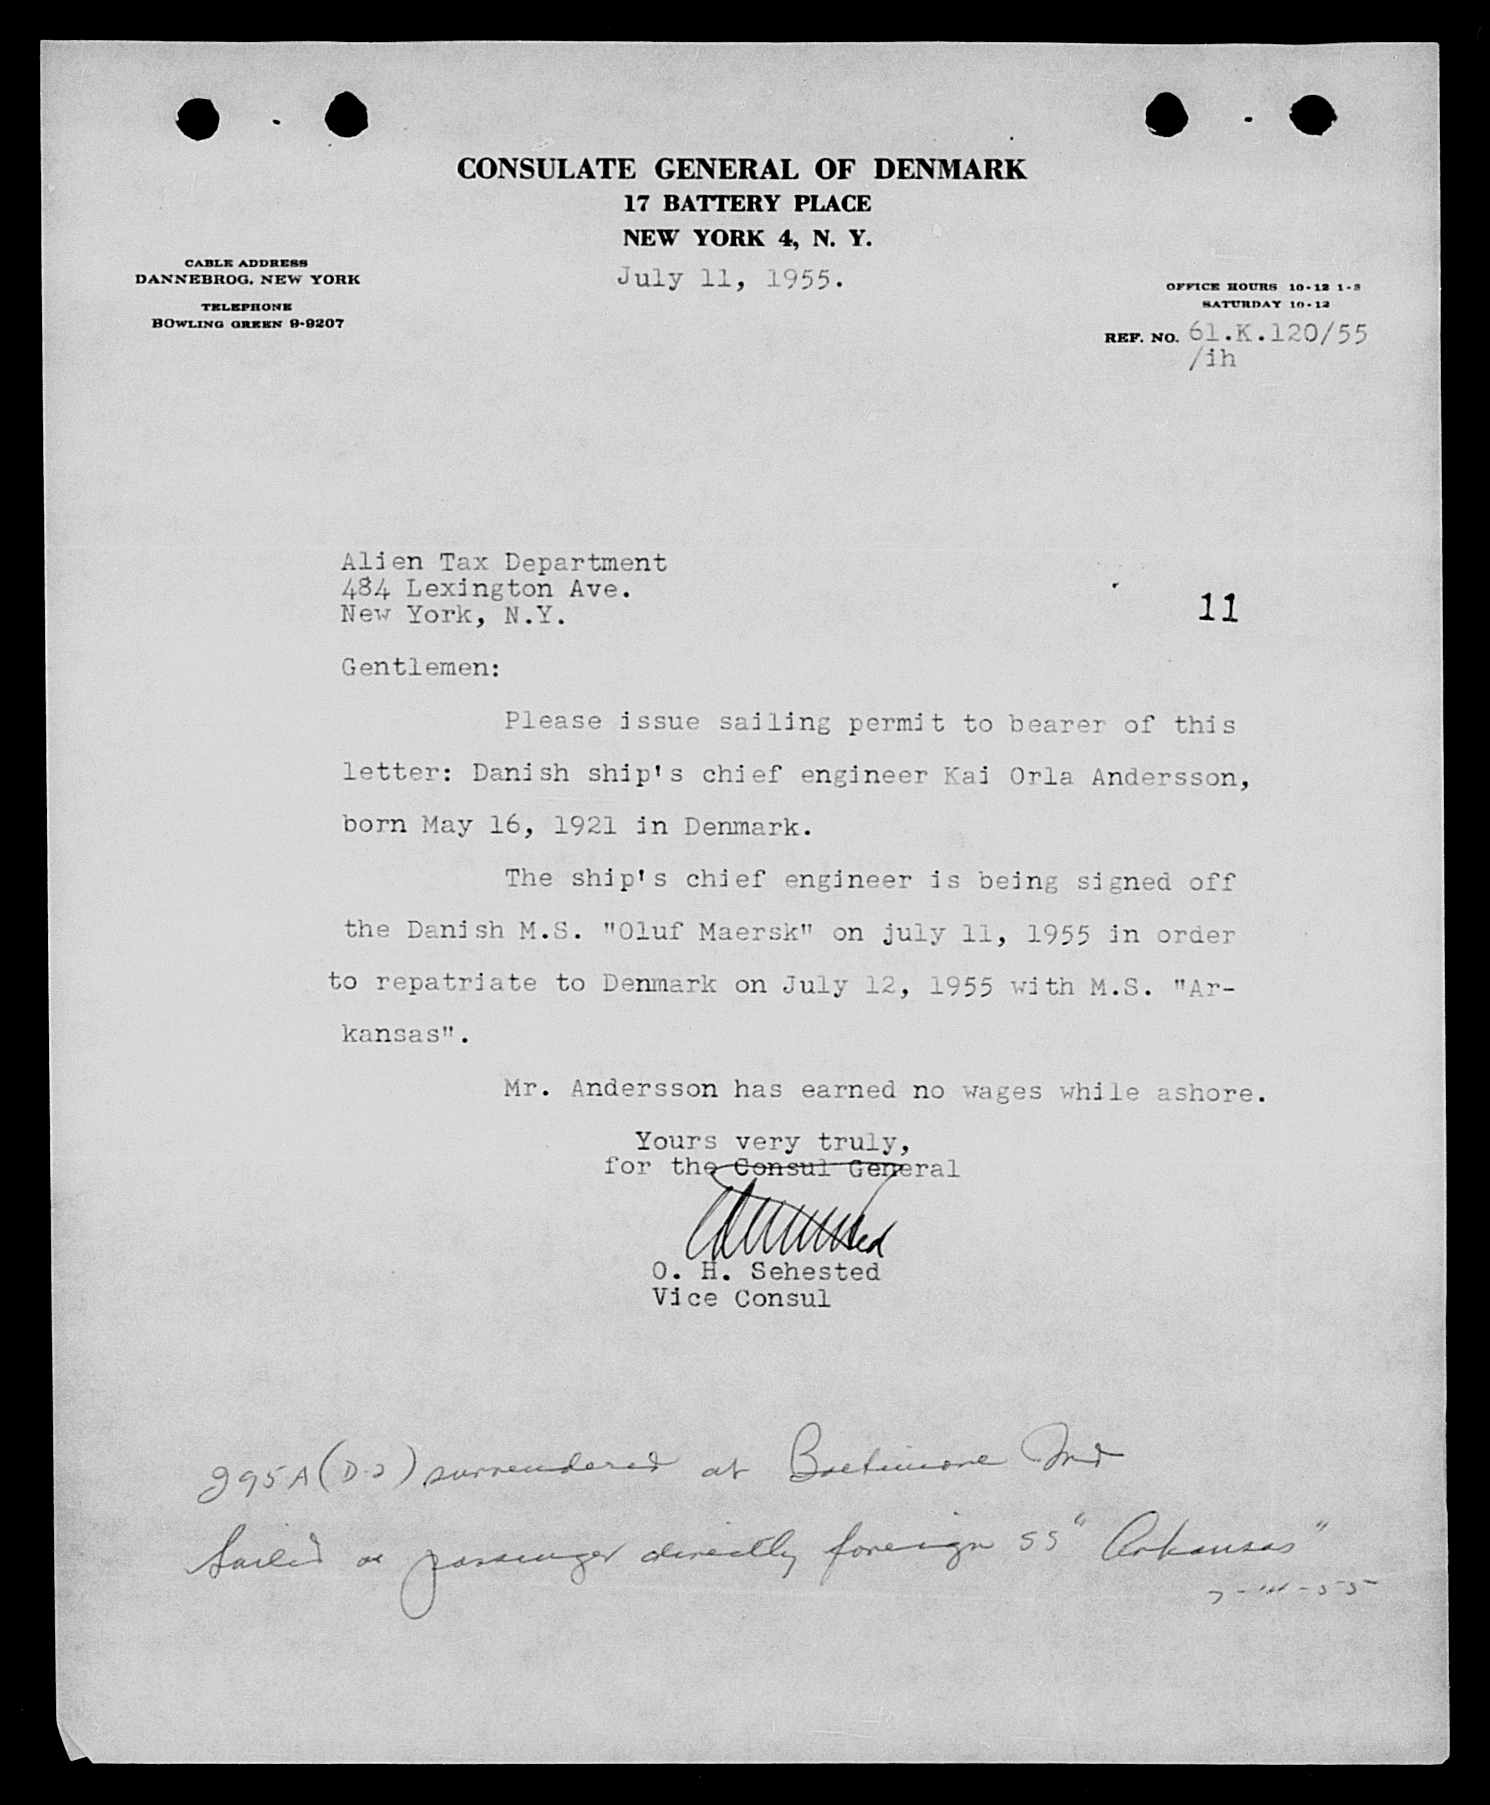 CONSULATE GENERAL OF DENMARK
17 BATTERY PLACE
NEW YORK 4, N. Y.
July 11, 1955.
CABLE ADDRESS
DANNEBROG, NEW YORK
TELEPHONE
BOWLING GREEN 9-9207
OFFICE HOURS 10-12 1-3
SATURDAY 10-12
REF. NO. 61.K.120/55
/ih
Alien Tax Department
484 Lexington Ave.
New York, N.Y.
11
Gentlemen:
Please issue sailing permit to bearer of this
letter: Danish ship's chief engineer Kai Orla Andersson,
born May 16, 1921 in Denmark.
The ship's chief engineer is being signed off
the Danish M.S. "Oluf Maersk" on july 11, 1955 in order
to repatriate to Denmark on July 12, 1955 with M.S. "Ar-
kansas".
Mr. Andersson has earned no wages while ashore.
Yours very truly,
for the Consul General
O. H. Sehested
Vice Consul
I95A (D-2) surrendered at Baltimore Md
Sailed as passenger directly foreign SS "Arkansas"